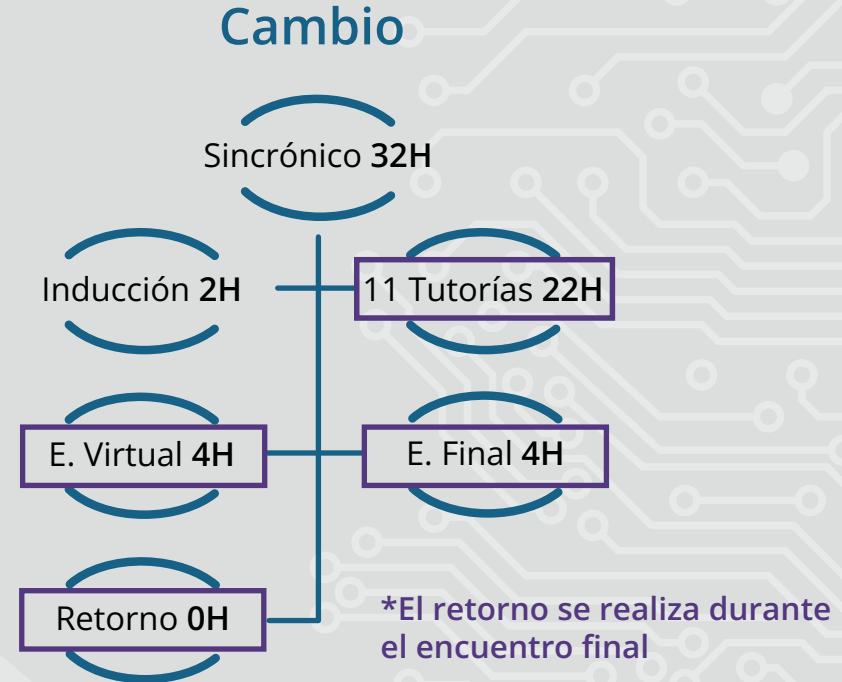 Cambio
Sincrónico 32H
Inducción 2H
11 Tutorías 22H
E. Virtual 4H
E. Final 4H
Retorno 0H
*El retorno se realiza durante
el encuentro final